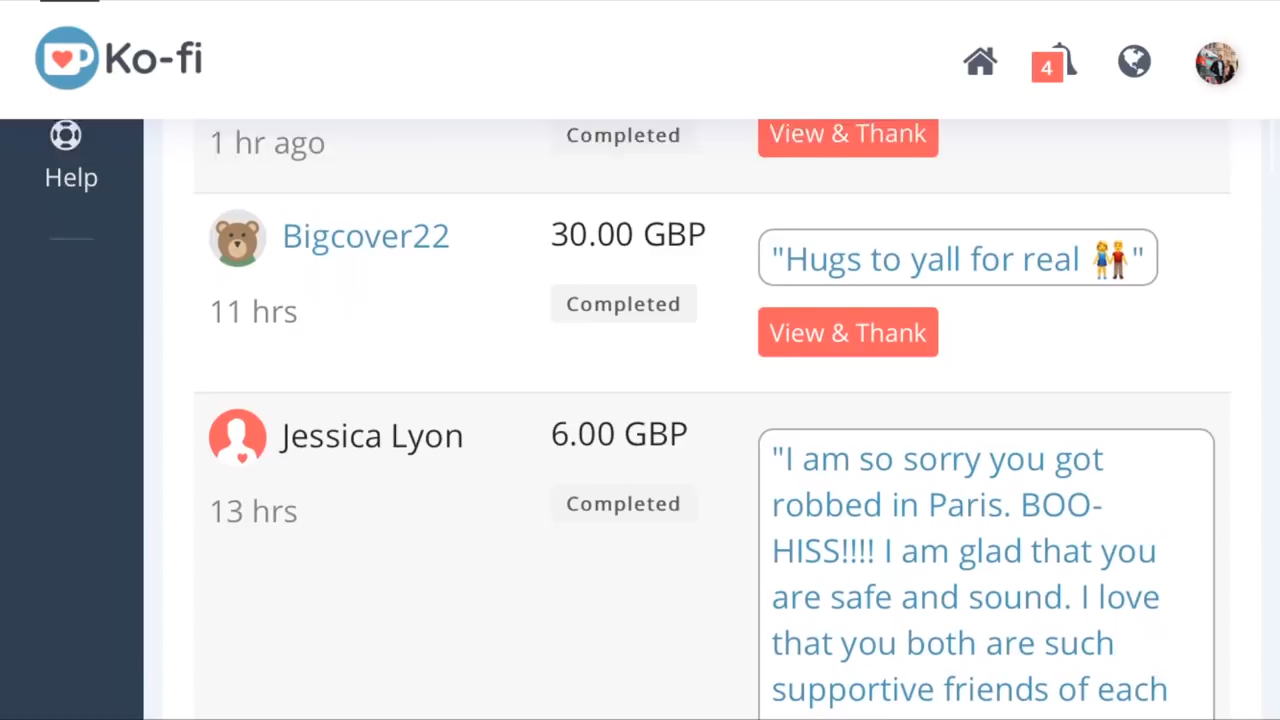 Ko-fi
4
Help
1 hr ago
Completed
View & Thank
Bigcover22
30.00 GBP
"Hugs to yall for real 👫"
11 hrs
Completed
View & Thank
Jessica Lyon
6.00 GBP
13 hrs
Completed
"I am so sorry you got
robbed in Paris. BOO-
HISS!!!! I am glad that you
are safe and sound. I love
that you both are such
supportive friends of each